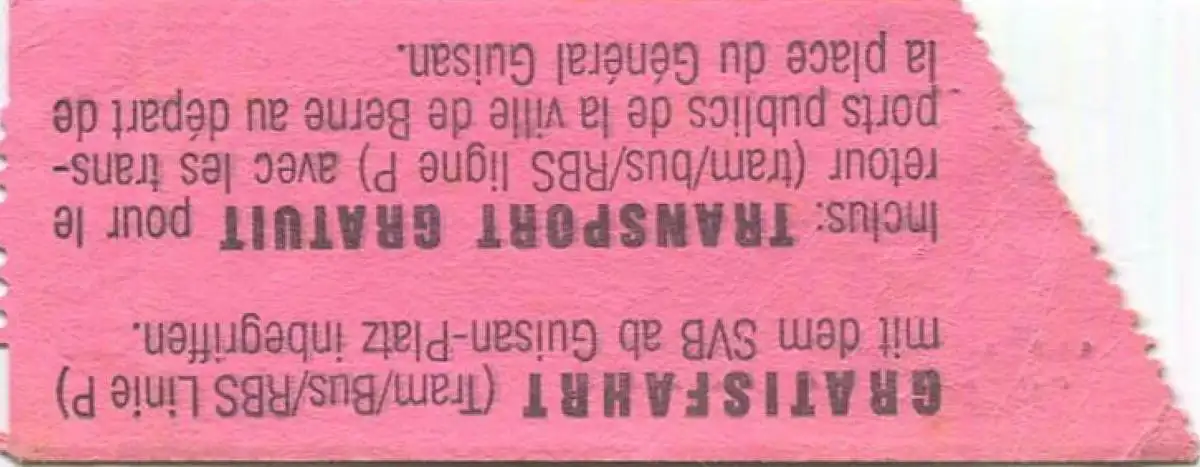 GRATISFAHRT (Tram/Bus/RBS Linie P)
mit dem SVB ab Guisan-Platz inbegriffen.
Inclus: TRANSPORT GRATUIT pour le
retour (tram/bus/RBS ligne P) avec les trans-
ports publics de la ville de Berne au départ de
la place du Général Guisan.